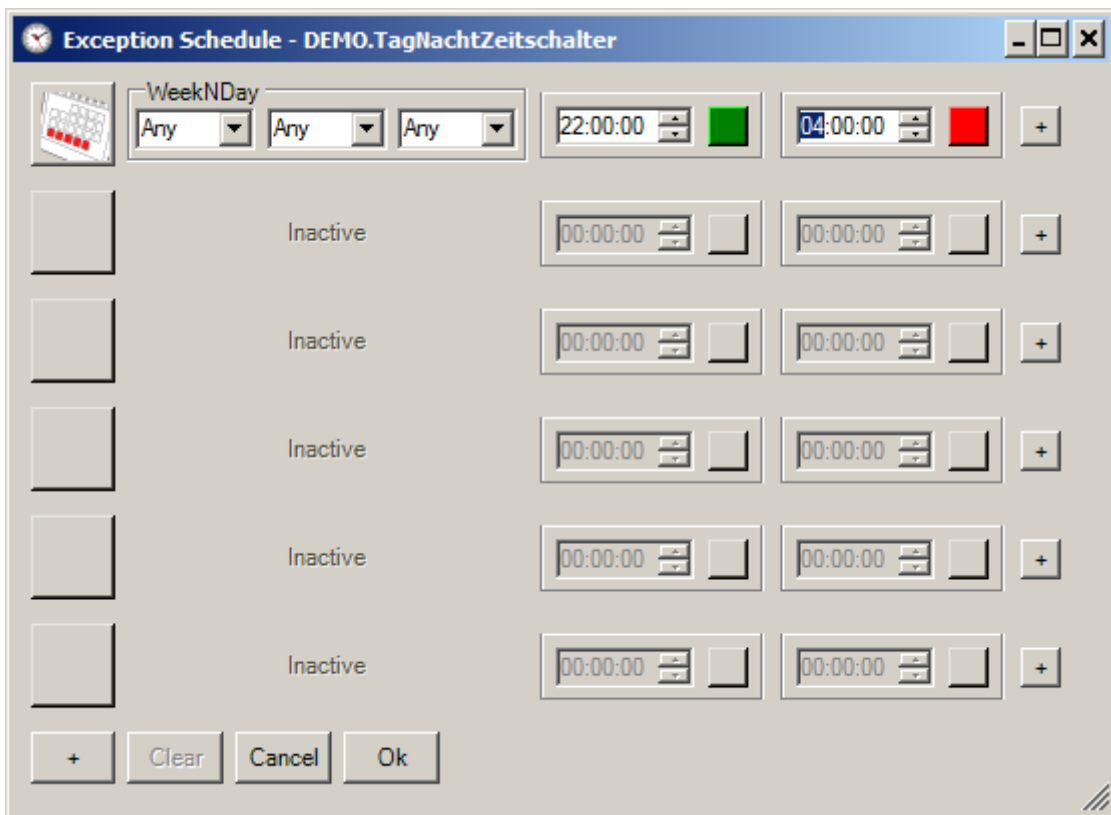 Exception Schedule - DEMO.TagNachtZeitschalter
WeekNDay
Any Any Any 22:00:00 04:00:00 +
Inactive 00:00:00 00:00:00 +
Inactive 00:00:00 00:00:00 +
Inactive 00:00:00 00:00:00 +
Inactive 00:00:00 00:00:00 +
Inactive 00:00:00 00:00:00 +
+ Clear Cancel Ok